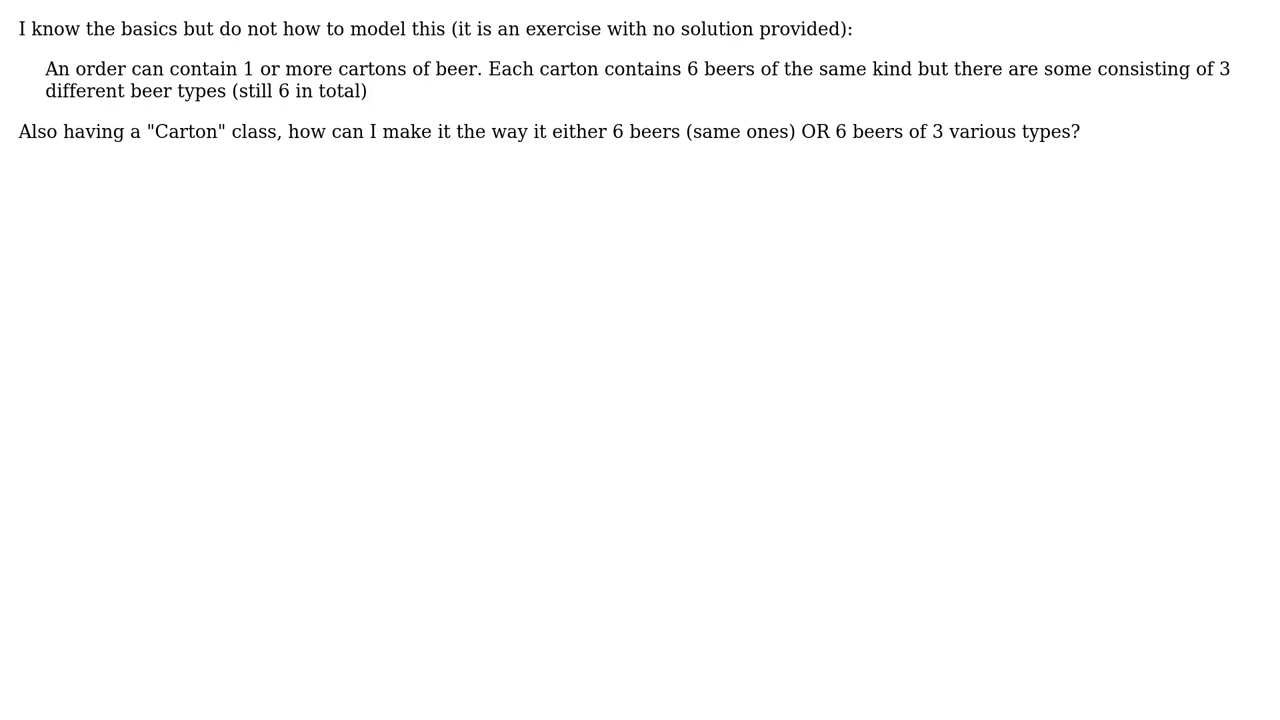 I know the basics but do not how to model this (it is an exercise with no solution provided):
An order can contain 1 or more cartons of beer. Each carton contains 6 beers of the same kind but there are some consisting of 3
different beer types (still 6 in total)
Also having a "Carton" class, how can I make it the way it either 6 beers (same ones) OR 6 beers of 3 various types?